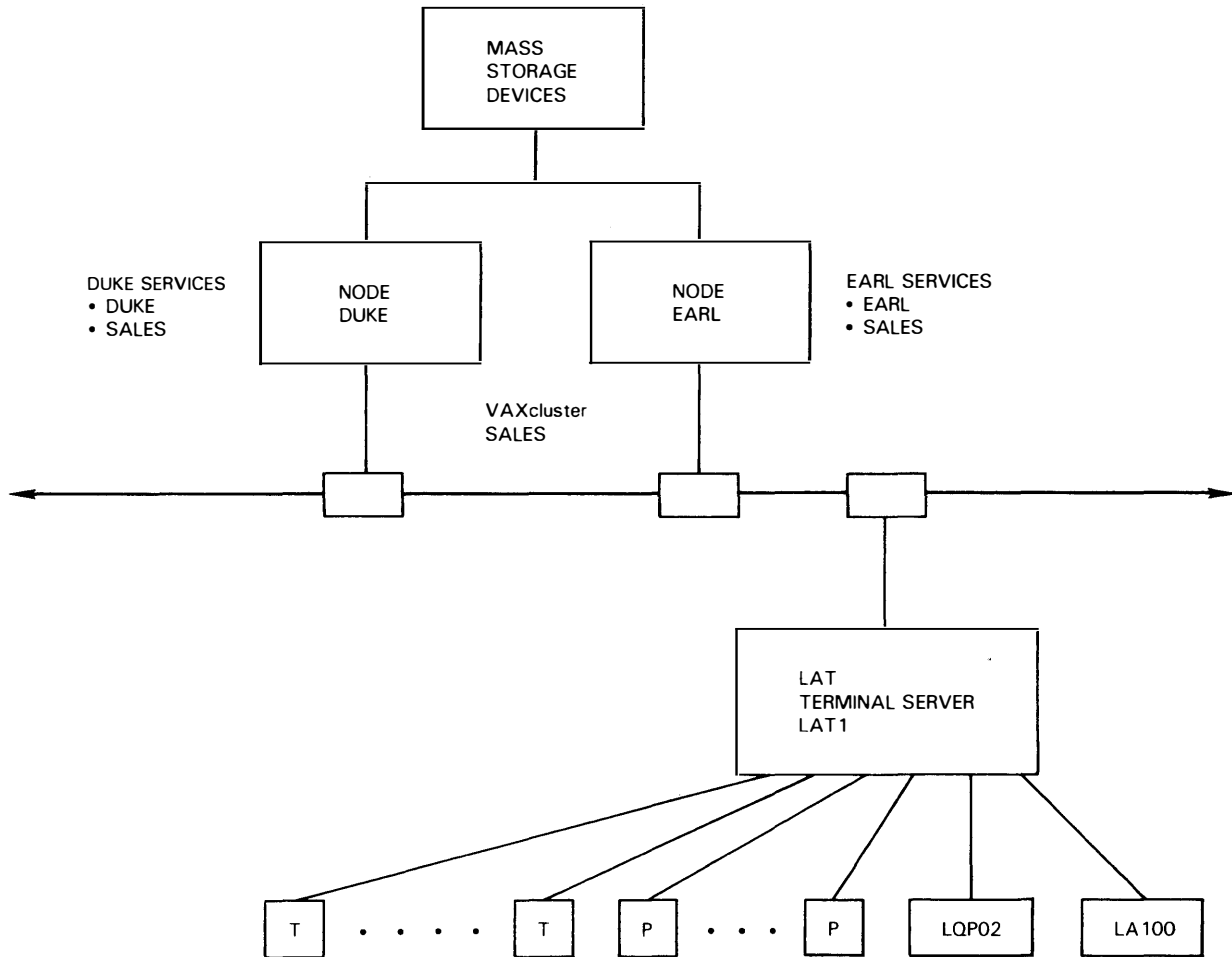 MASS
STORAGE
DEVICES
DUKE SERVICES
• DUKE
• SALES
NODE
DUKE
NODE
EARL
EARL SERVICES
• EARL
• SALES
VAXcluster
SALES
LAT
TERMINAL SERVER
LAT1
T . . . . T P . . . P LQP02 LA100